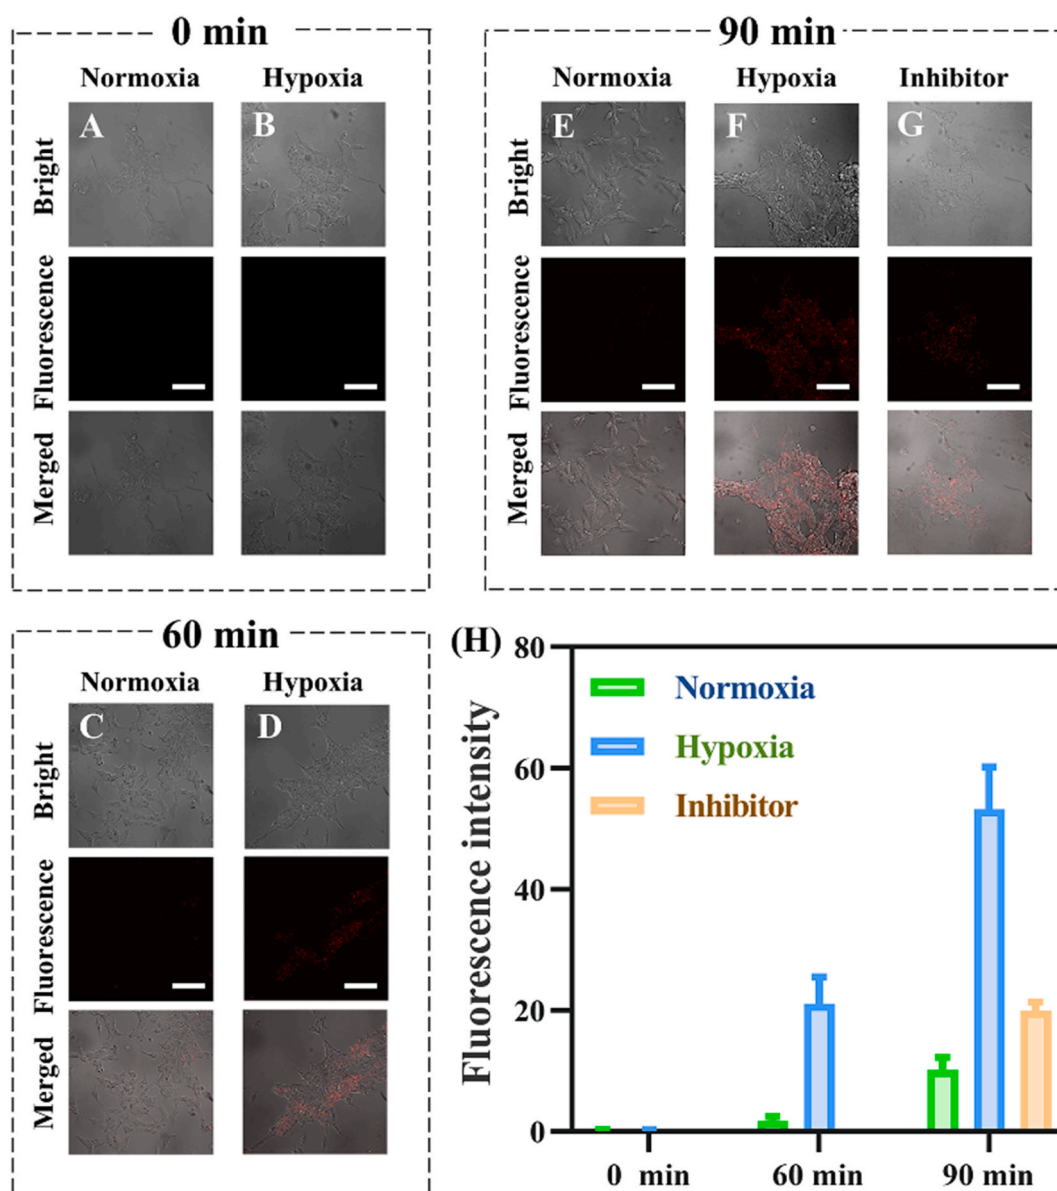 0 min
Normoxia Hypoxia
Bright
A
B
Fluorescence
Merged
90 min
Normoxia Hypoxia Inhibitor
Bright
E
F
G
Fluorescence
Merged
60 min
Normoxia Hypoxia
Bright
C
D
Fluorescence
Merged
(H)
Fluorescence intensity
80
60
40
20
0
Normoxia
Hypoxia
Inhibitor
0 min 60 min 90 min